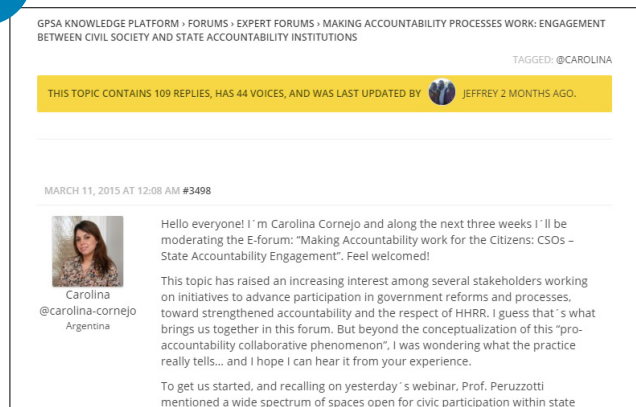 GPSA KNOWLEDGE PLATFORM › FORUMS › EXPERT FORUMS › MAKING ACCOUNTABILITY PROCESSES WORK: ENGAGEMENT
BETWEEN CIVIL SOCIETY AND STATE ACCOUNTABILITY INSTITUTIONS
TAGGED: @CAROLINA
THIS TOPIC CONTAINS 109 REPLIES, HAS 44 VOICES, AND WAS LAST UPDATED BY JEFFREY 2 MONTHS AGO.
MARCH 11, 2015 AT 12:08 AM #3498
Carolina
@carolina-cornejo
Argentina
Hello everyone! I´m Carolina Cornejo and along the next three weeks I´ll be
moderating the E-forum: “Making Accountability work for the Citizens: CSOs –
State Accountability Engagement”. Feel welcomed!
This topic has raised an increasing interest among several stakeholders working
on initiatives to advance participation in government reforms and processes,
toward strengthened accountability and the respect of HHRR. I guess that´s what
brings us together in this forum. But beyond the conceptualization of this “pro-
accountability collaborative phenomenon”, I was wondering what the practice
really tells... and I hope I can hear it from your experience.
To get us started, and recalling on yesterday´s webinar, Prof. Peruzzotti
mentioned a wide spectrum of spaces open for civic participation within state